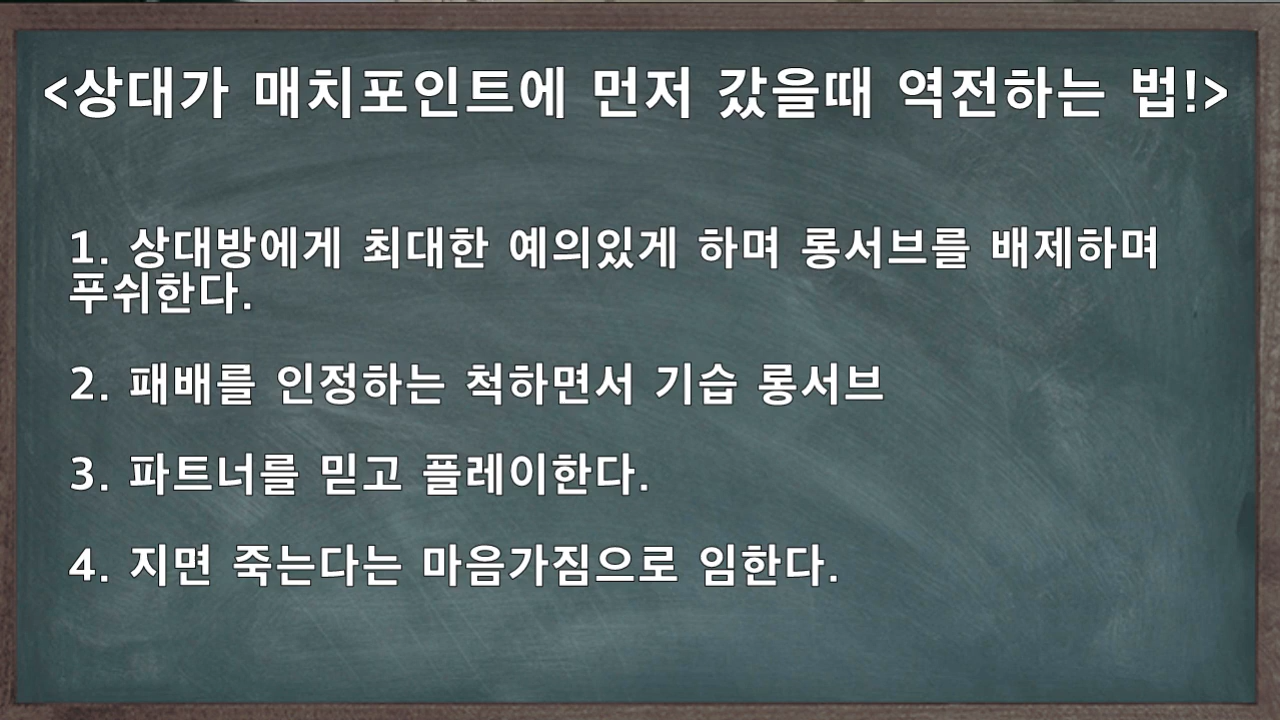 <상대가 매치포인트에 먼저 갔을때 역전하는 법!>
1. 상대방에게 최대한 예의있게 하며 롱서브를 배제하며
푸쉬한다.
2. 패배를 인정하는 척하면서 기습 롱서브
3. 파트너를 믿고 플레이한다.
4. 지면 죽는다는 마음가짐으로 임한다.